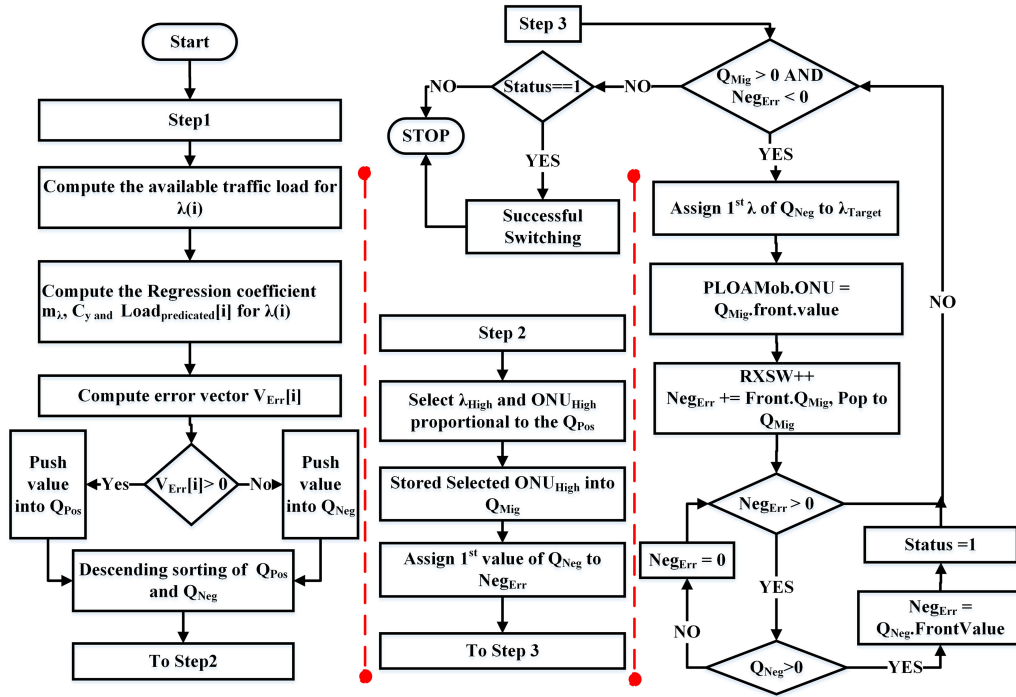 Start
Step1
Compute the available traffic load for
λ(i)
Compute the Regression coefficient
mλ, Cy and Loadpredicated[i] for λ(i)
Compute error vector VErr[i]
VErr[i]> 0
Yes
No
Push
value
into QPos
Push
value
into QNeg
Descending sorting of QPos
and QNeg
To Step2
Step 2
Select λHigh and ONUHigh
proportional to the QPos
Stored Selected ONUHigh into
QMig
Assign 1st value of QNeg to
NegErr
To Step 3
Step 3
QMig > 0 AND
NegErr < 0
NO
Status==1
NO
STOP
YES
Successful
Switching
YES
Assign 1st λ of QNeg to λTarget
PLOAMob.ONU =
QMig.front.value
RXSW++
NegErr += Front.QMig, Pop to
QMig
NegErr > 0
NO
YES
QNeg>0
NO
NegErr = 0
YES
NegErr =
QNeg.FrontValue
Status =1